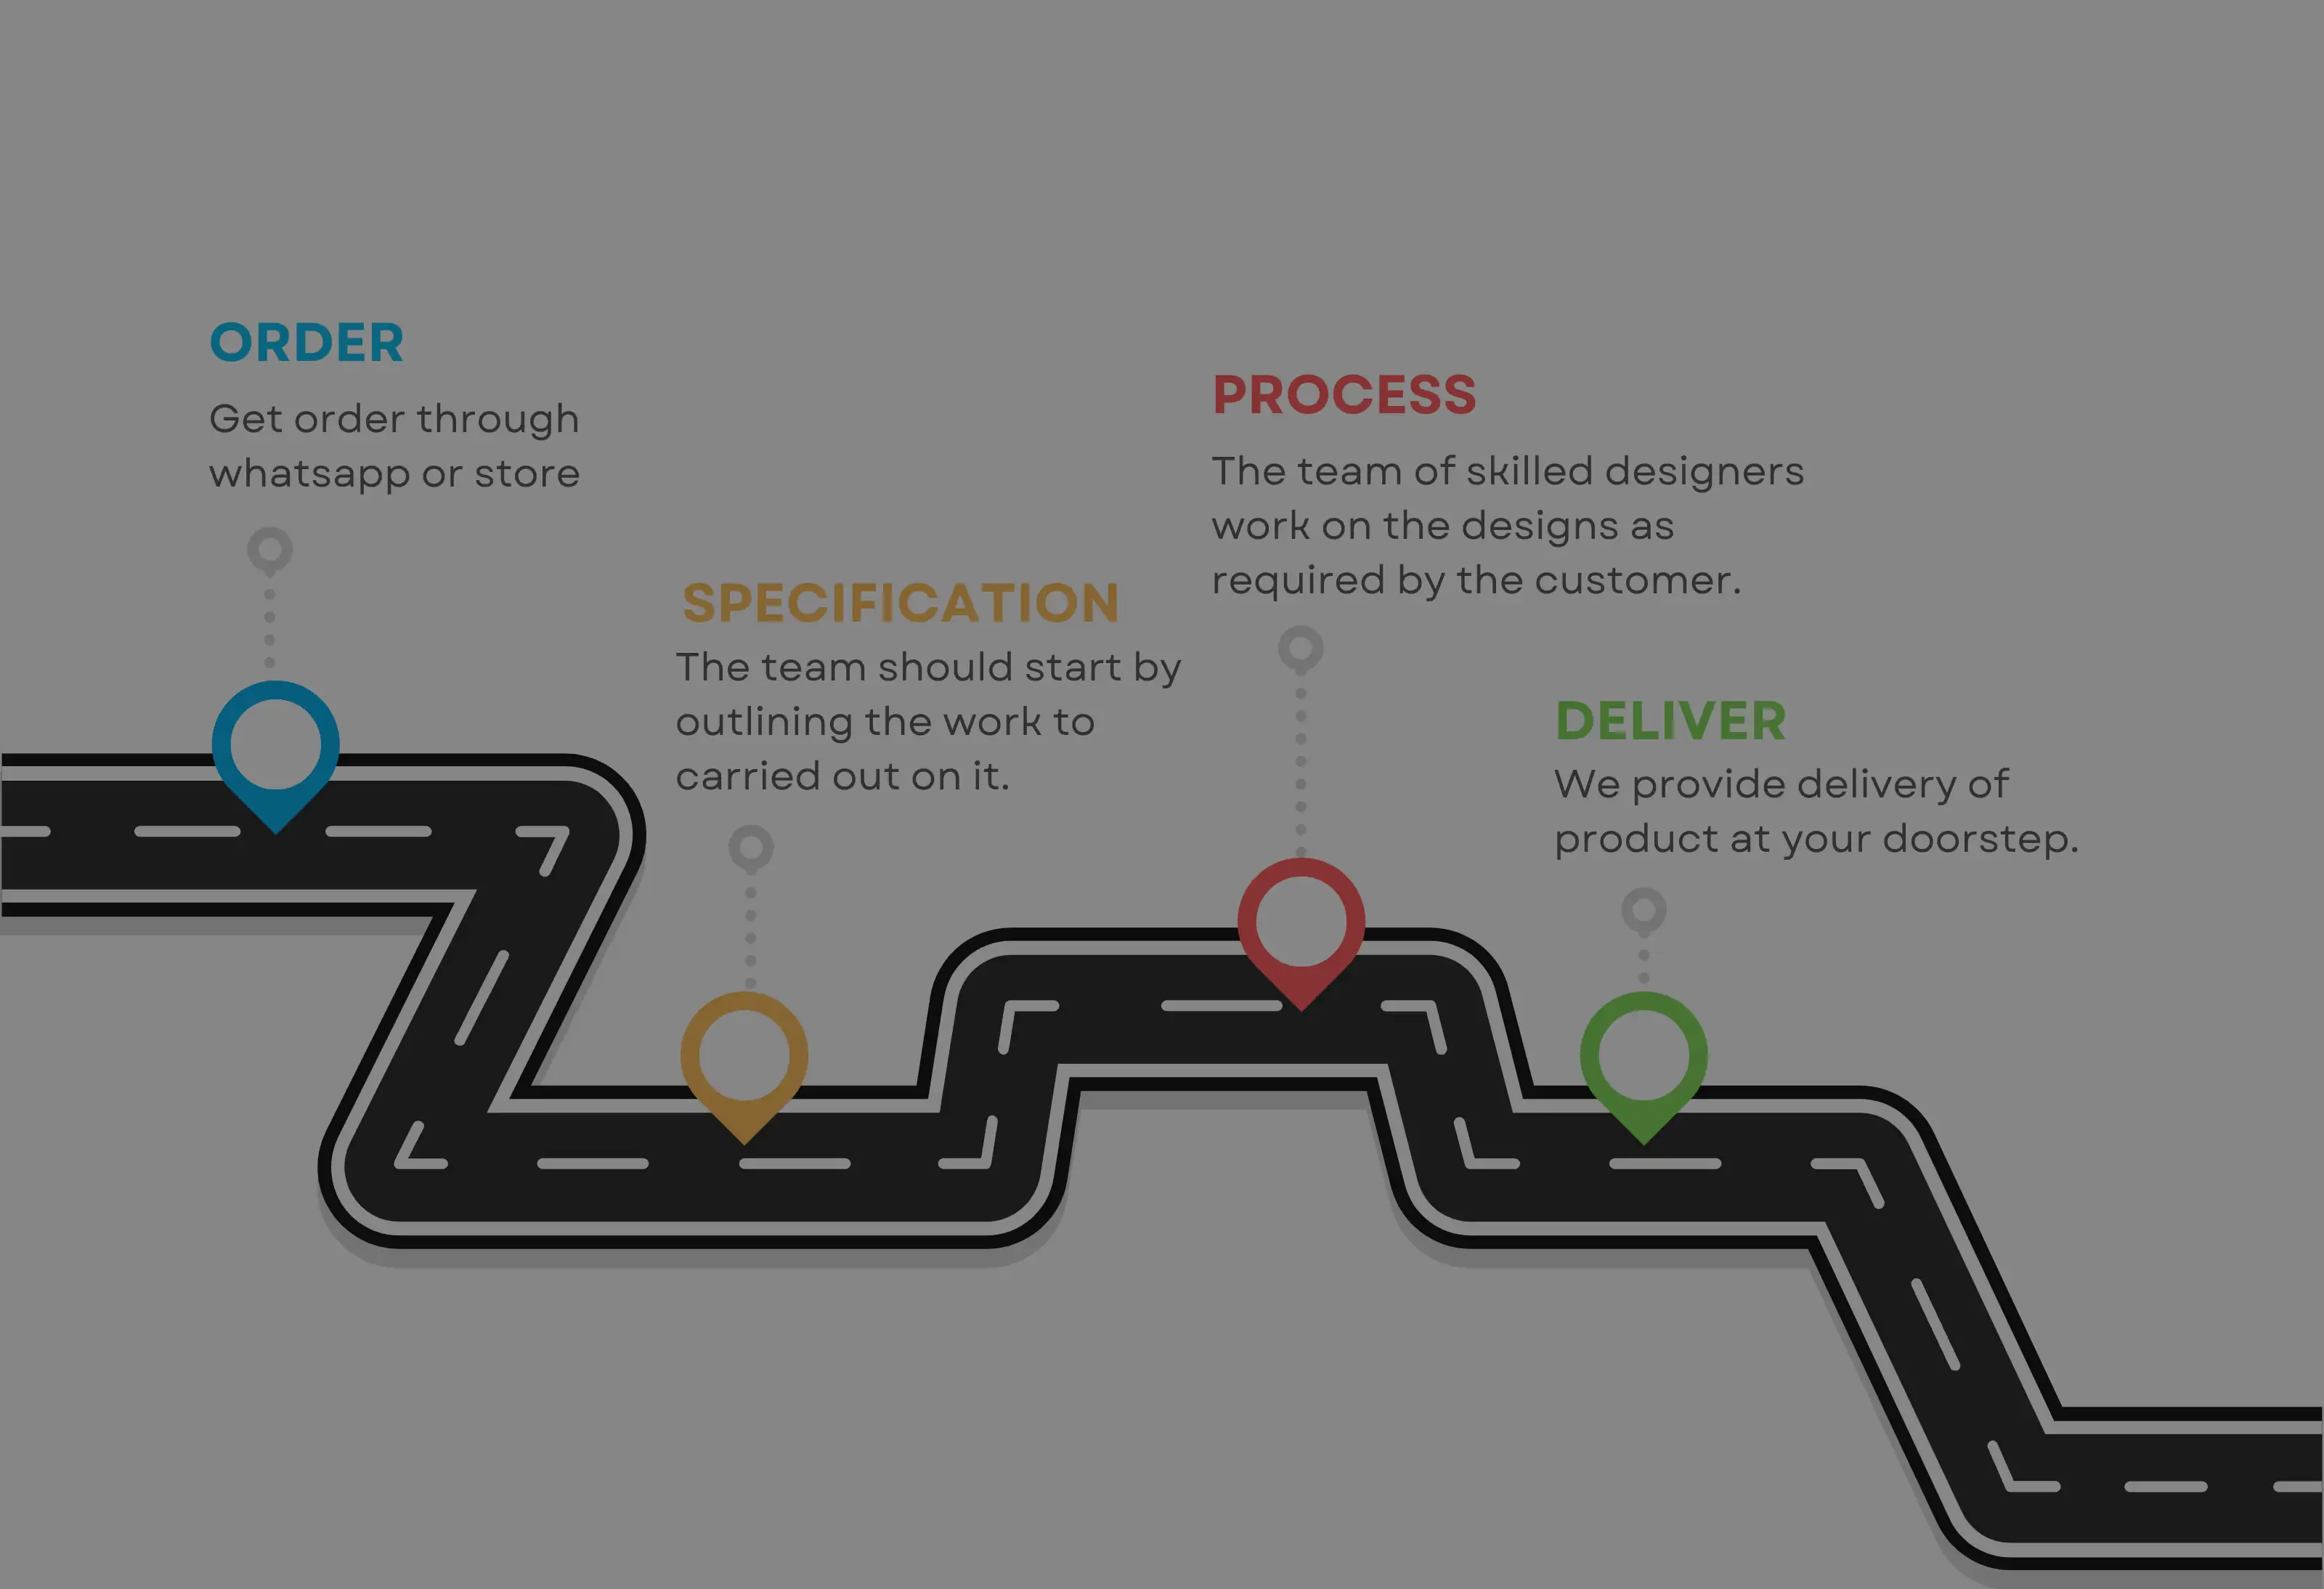 ORDER
Get order through
whatsapp or store
SPECIFICATION
The team should start by
outlining the work to
carried out on it.
PROCESS
The team of skilled designers
work on the designs as
required by the customer.
DELIVER
We provide delivery of
product at your doorstep.